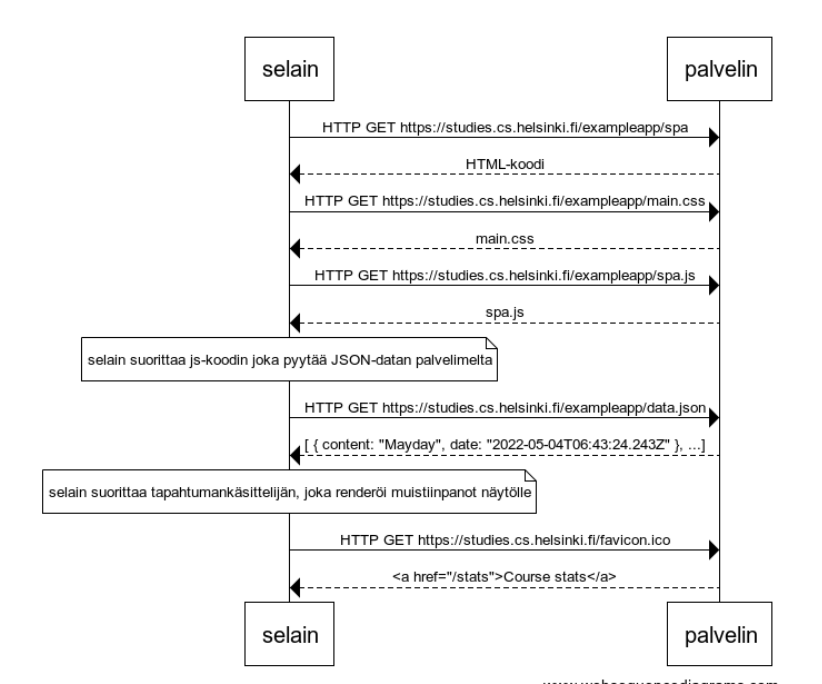 selain palvelin
HTTP GET https://studies.cs.helsinki.fi/exampleapp/spa
HTML-koodi
HTTP GET https://studies.cs.helsinki.fi/exampleapp/main.css
main.css
HTTP GET https://studies.cs.helsinki.fi/exampleapp/spa.js
spa.js
selain suorittaa js-koodin joka pyytää JSON-datan palvelimelta
HTTP GET https://studies.cs.helsinki.fi/exampleapp/data.json
[ { content: "Mayday", date: "2022-05-04T06:43:24.243Z" }, ...]
selain suorittaa tapahtumankäsittelijän, joka renderöi muistiinpanot näytölle
HTTP GET https://studies.cs.helsinki.fi/favicon.ico
<a href="/stats">Course stats</a>
selain palvelin